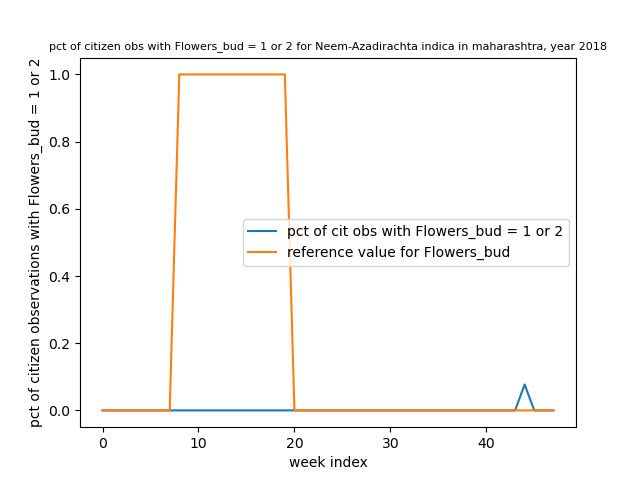 pct of citizen obs with Flowers_bud = 1 or 2 for Neem-Azadirachta indica in maharashtra, year 2018
pct of citizen observations with Flowers_bud = 1 or 2
1.0
0.8
0.6
0.4
0.2
0.0
pct of cit obs with Flowers_bud = 1 or 2
reference value for Flowers_bud
0 10 20 30 40
week index